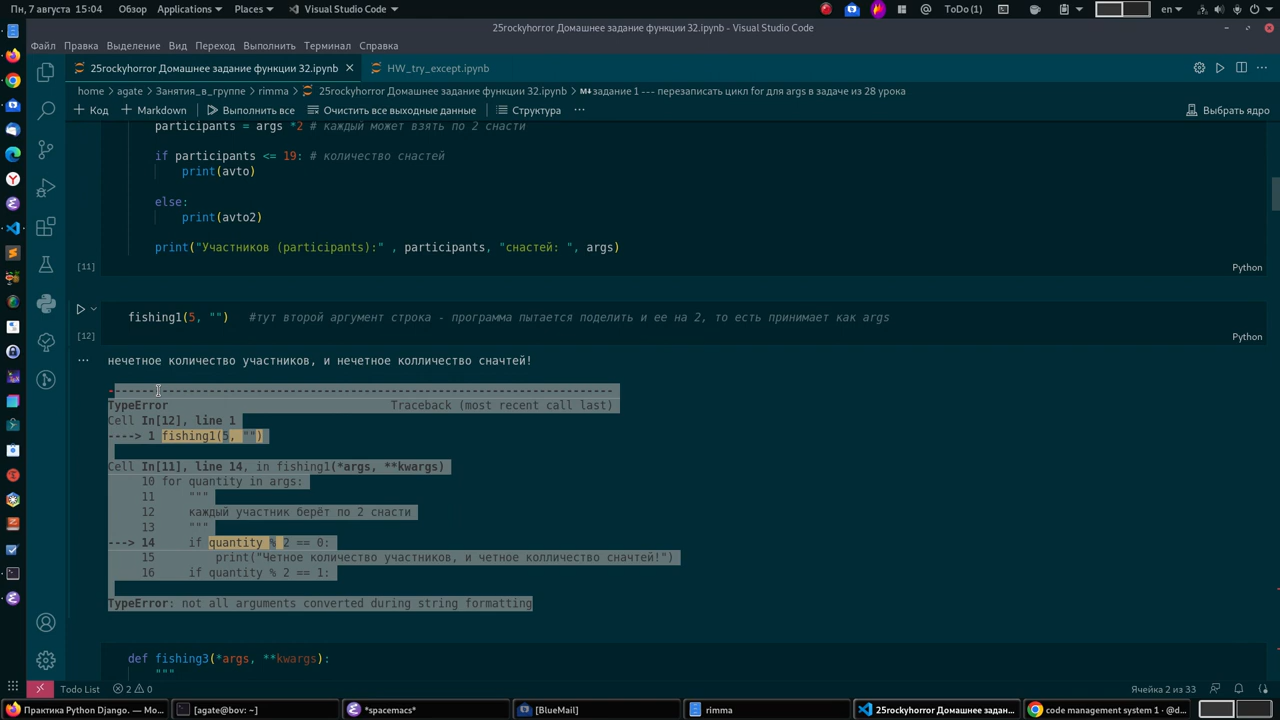 Пт, 7 августа 15:04
Обзор
Applications
Places
Visual Studio Code
ToDo(1)
en
25rockyhorror Домашнее задание функции 32.ipynb - Visual Studio Code
Файл Правка Выделение Вид Переход Выполнить Терминал Справка
25rockyhorror Домашнее задание функции 32.ipynb
HW_try_except.ipynb
home > agate > Занятия_в_группе > rimma > 25rockyhorror Домашнее задание функции 32.ipynb > задание 1 --- перезаписать цикл for для args в задаче из 28 урока
+ Код + Markdown Выполнить все Очистить все выходные данные Структура ... Выбрать ядро
participants = args *2 # каждый может взять по 2 снасти
if participants <= 19: # количество снастей
print(avto)
else:
print(avto2)
print("Участников (participants):" , participants, "снастей: ", args)
[11] Python
fishing1(5, "") #тут второй аргумент строка - программа пытается поделить и ее на 2, то есть принимает как args
[12] Python
нечетное количество участников, и нечетное колличество сначтей!
---------------------------------------------------------------------------
TypeError Traceback (most recent call last)
Cell In[12], line 1
----> 1 fishing1(5, "")
Cell In[11], line 14, in fishing1(*args, **kwargs)
10 for quantity in args:
11 """
12 каждый участник берёт по 2 снасти
13 """
---> 14 if quantity % 2 == 0:
15 print("Четное количество участников, и четное колличество сначтей!")
16 if quantity % 2 == 1:
TypeError: not all arguments converted during string formatting
def fishing3(*args, **kwargs):
"""
Todo List 2 0 Ячейка 2 из 33
Практика Python Django. — Mo...
[agate@bov: ~]
*spacemacs*
[BlueMail]
rimma
25rockyhorror Домашнее задан...
code management system 1 · @d...